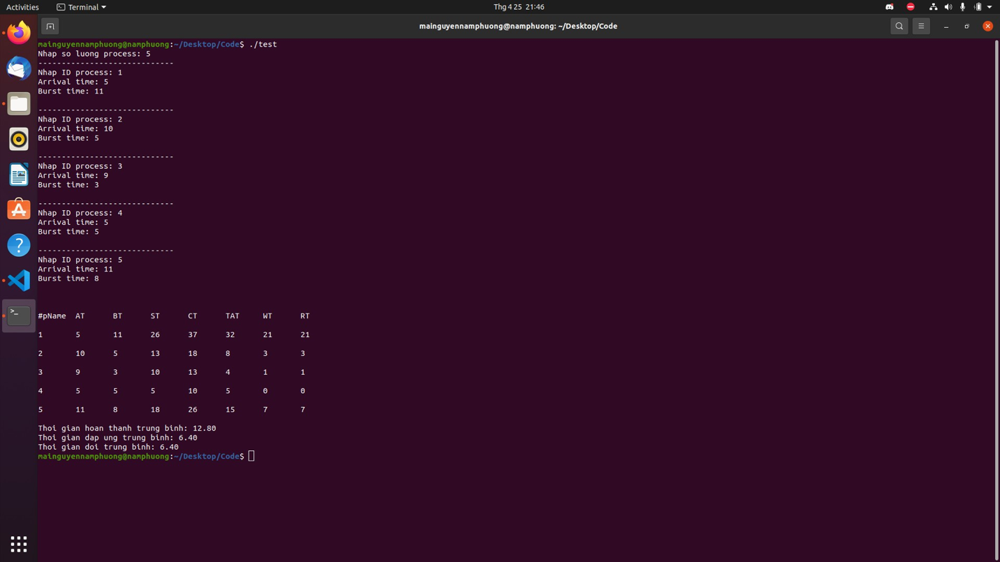 Activities
Terminal
Thg 4 25 21:46
mainguyennamphuong@namphuong: ~/Desktop/Code
mainguyennamphuong@namphuong:~/Desktop/Code$ ./test
Nhap so luong process: 5
-----------------------------
Nhap ID process: 1
Arrival time: 5
Burst time: 11
-----------------------------
Nhap ID process: 2
Arrival time: 10
Burst time: 5
-----------------------------
Nhap ID process: 3
Arrival time: 9
Burst time: 3
-----------------------------
Nhap ID process: 4
Arrival time: 5
Burst time: 5
-----------------------------
Nhap ID process: 5
Arrival time: 11
Burst time: 8
#pName AT BT ST CT TAT WT RT
1 5 11 26 37 32 21 21
2 10 5 13 18 8 3 3
3 9 3 10 13 4 1 1
4 5 5 5 10 5 0 0
5 11 8 18 26 15 7 7
Thoi gian hoan thanh trung binh: 12.80
Thoi gian dap ung trung binh: 6.40
Thoi gian doi trung binh: 6.40
mainguyennamphuong@namphuong:~/Desktop/Code$